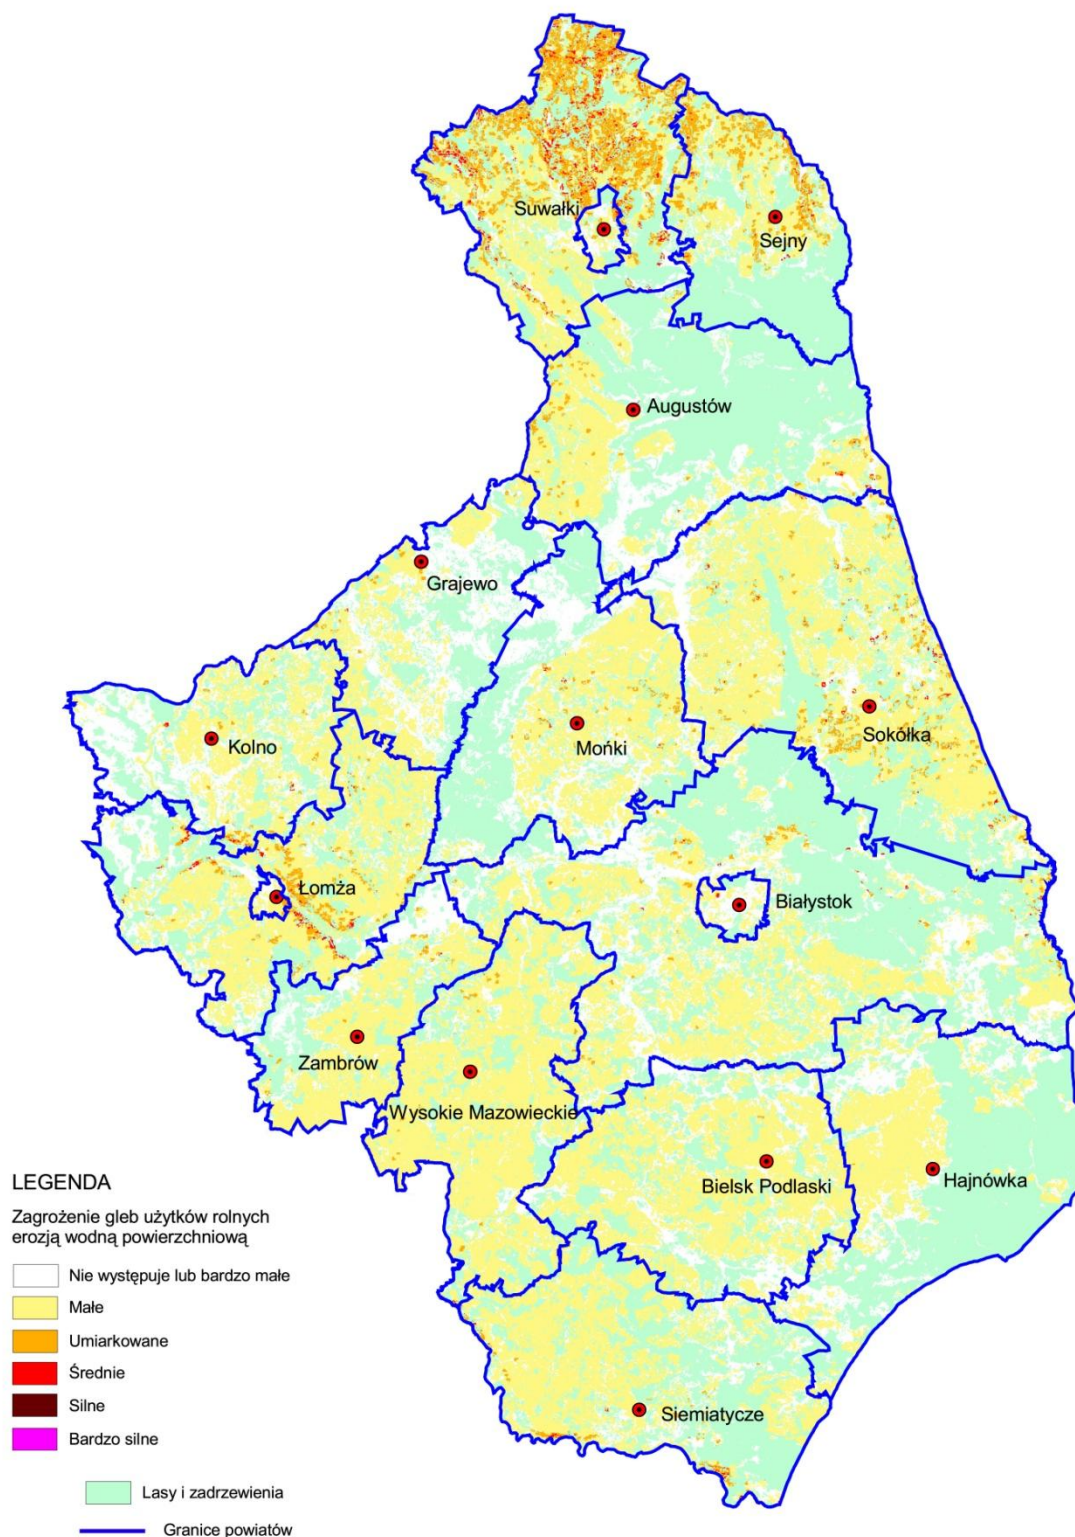 Suwałki
Sejny
Augustów
Grajewo
Kolno
Mońki
Sokółka
Łomża
Białystok
Zambrów
Wysokie Mazowieckie
Bielsk Podlaski
Hajnówka
Siemiatycze
LEGENDA
Zagrożenie gleb użytków rolnych
erozją wodną powierzchniową
Nie występuje lub bardzo małe
Małe
Umiarkowane
Średnie
Silne
Bardzo silne
Lasy i zadrzewienia
Granice powiatów